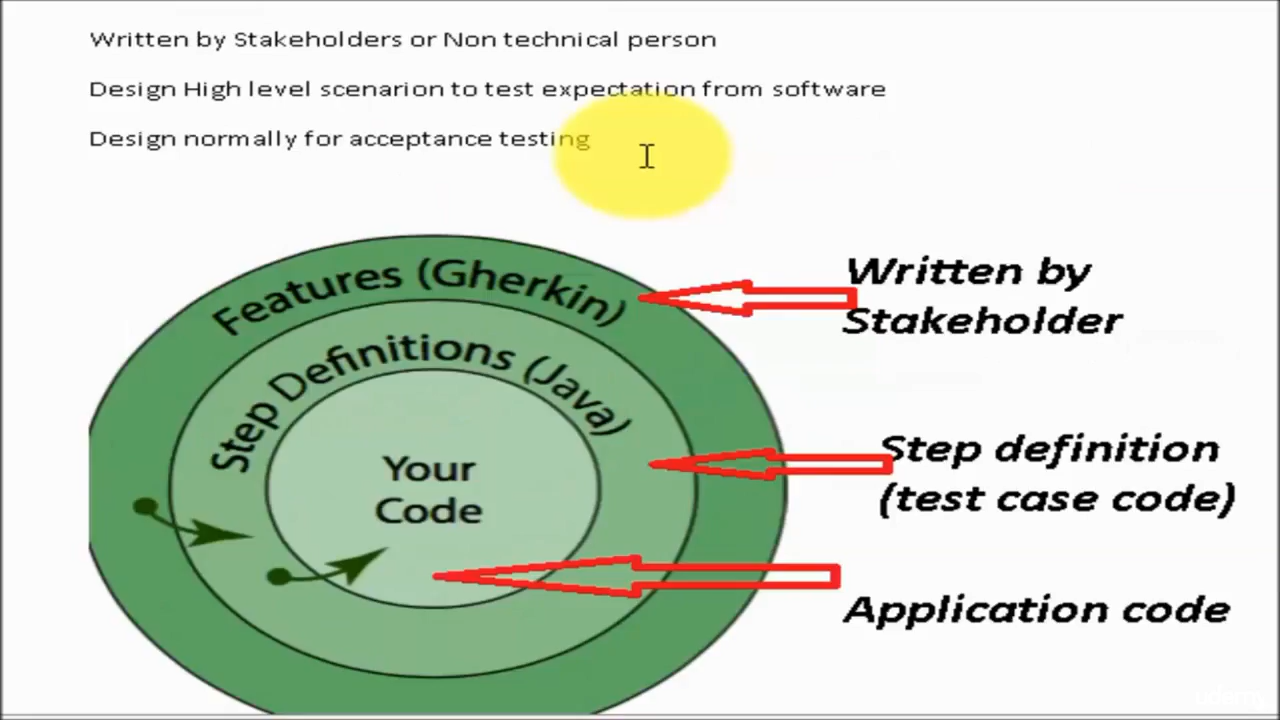 Written by Stakeholders or Non technical person
Design High level scenarion to test expectation from software
Design normally for acceptance testing
Features (Gherkin)
Written by
Stakeholder
Step Definitions (Java)
Step definition
(test case code)
Your
Code
Application code
udemy